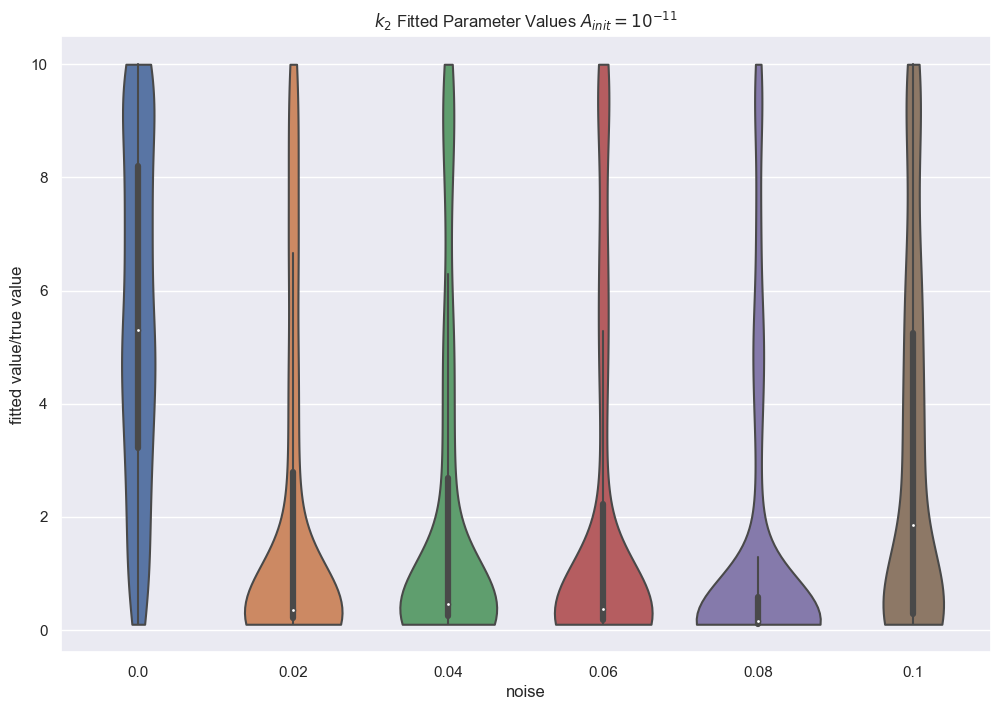 k₂ Fitted Parameter Values A_init = 10⁻¹¹
10
8
6
4
2
0
fitted value/true value
0.0 0.02 0.04 0.06 0.08 0.1
noise